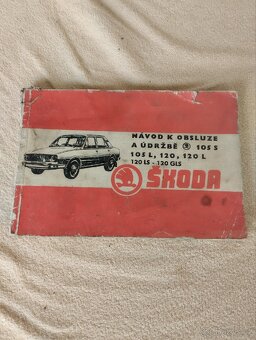 NÁVOD K OBSLUZE
A ÚDRŽBĚ 105 S
105 L, 120, 120 L
120 LS - 120 GLS
ŠKODA